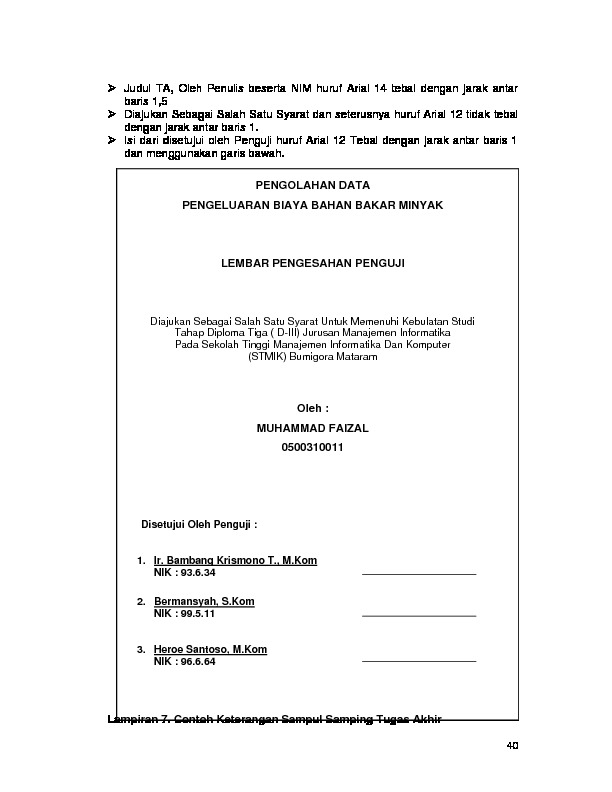 ➢ Judul TA, Oleh Penulis beserta NIM huruf Arial 14 tebal dengan jarak antar
baris 1,5
➢ Diajukan Sebagai Salah Satu Syarat dan seterusnya huruf Arial 12 tidak tebal
dengan jarak antar baris 1.
➢ Isi dari disetujui oleh Penguji huruf Arial 12 Tebal dengan jarak antar baris 1
dan menggunakan garis bawah.
PENGOLAHAN DATA
PENGELUARAN BIAYA BAHAN BAKAR MINYAK
LEMBAR PENGESAHAN PENGUJI
Diajukan Sebagai Salah Satu Syarat Untuk Memenuhi Kebulatan Studi
Tahap Diploma Tiga ( D-III) Jurusan Manajemen Informatika
Pada Sekolah Tinggi Manajemen Informatika Dan Komputer
(STMIK) Bumigora Mataram
Oleh :
MUHAMMAD FAIZAL
0500310011
Disetujui Oleh Penguji :
1. Ir. Bambang Krismono T., M.Kom
NIK : 93.6.34
2. Bermansyah, S.Kom
NIK : 99.5.11
3. Heroe Santoso, M.Kom
NIK : 96.6.64
Lampiran 7. Contoh Keterangan Sampul Samping Tugas Akhir
40